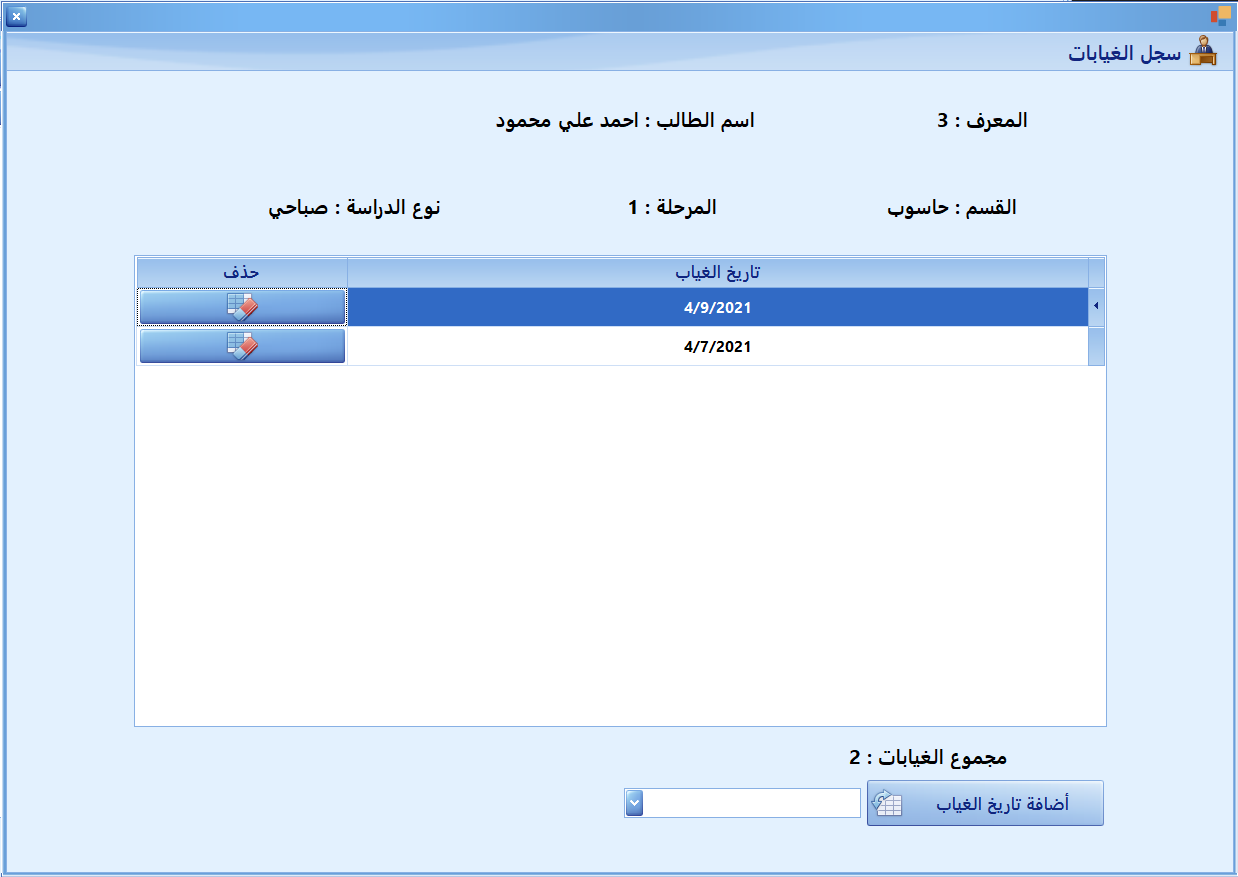 سجل الغيابات
المعرف : 3
اسم الطالب : احمد علي محمود
القسم : حاسوب
المرحلة : 1
نوع الدراسة : صباحي
تاريخ الغياب
حذف
4/9/2021
4/7/2021
مجموع الغيابات : 2
أضافة تاريخ الغياب